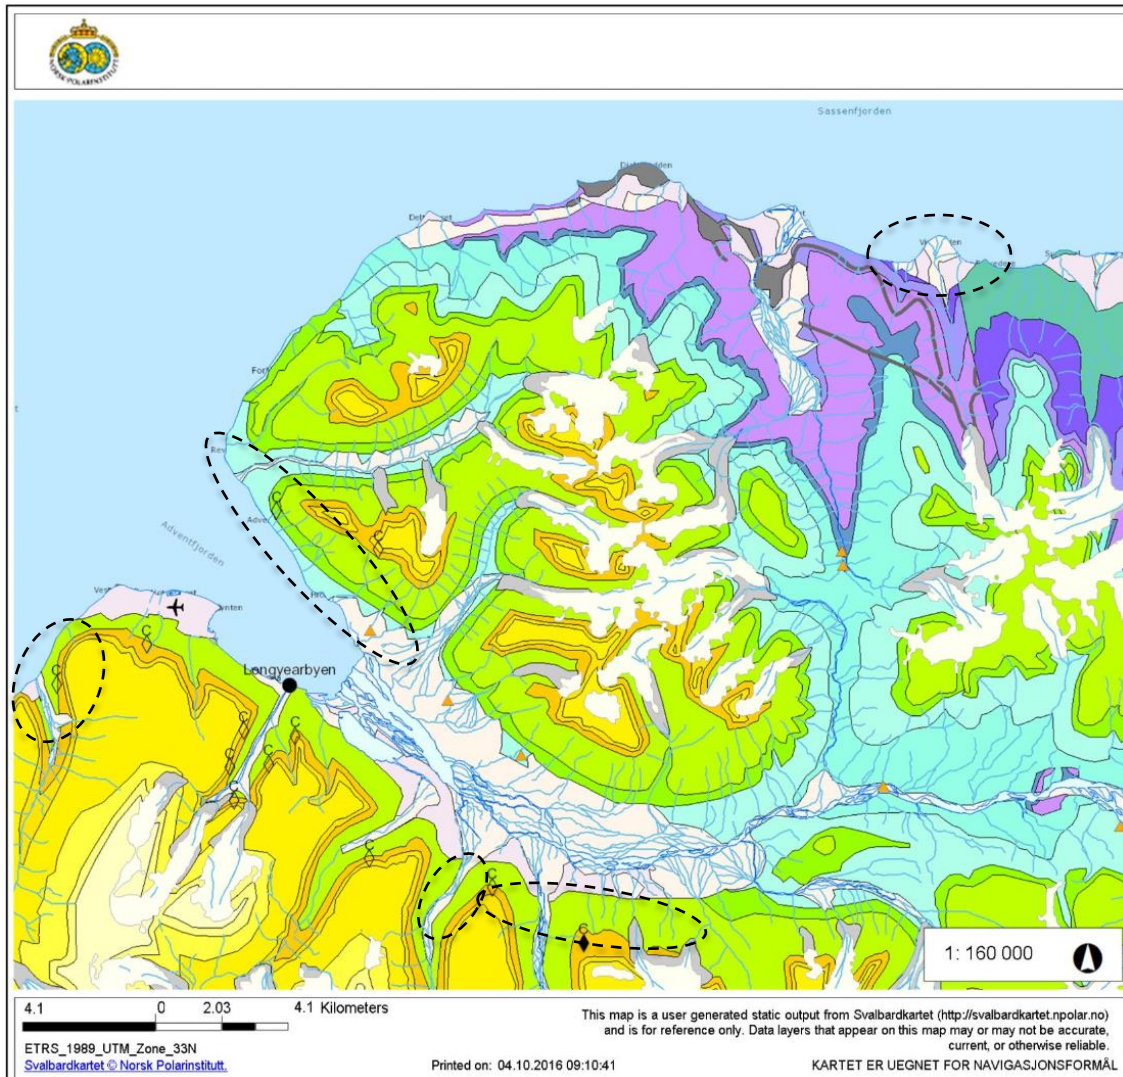 NORSK POLARINSTITUTT
Sassenfjorden
Adventfjorden
Longyearbyen
C
C
C
C
C
C
C
C
C
C
C
C
1: 160 000
4.1 0 2.03 4.1 Kilometers
ETRS_1989_UTM_Zone_33N
Svalbardkartet © Norsk Polarinstitutt.
Printed on: 04.10.2016 09:10:41
This map is a user generated static output from Svalbardkartet (http://svalbardkartet.npolar.no)
and is for reference only. Data layers that appear on this map may or may not be accurate,
current, or otherwise reliable.
KARTET ER UEGNET FOR NAVIGASJONSFORMÅL